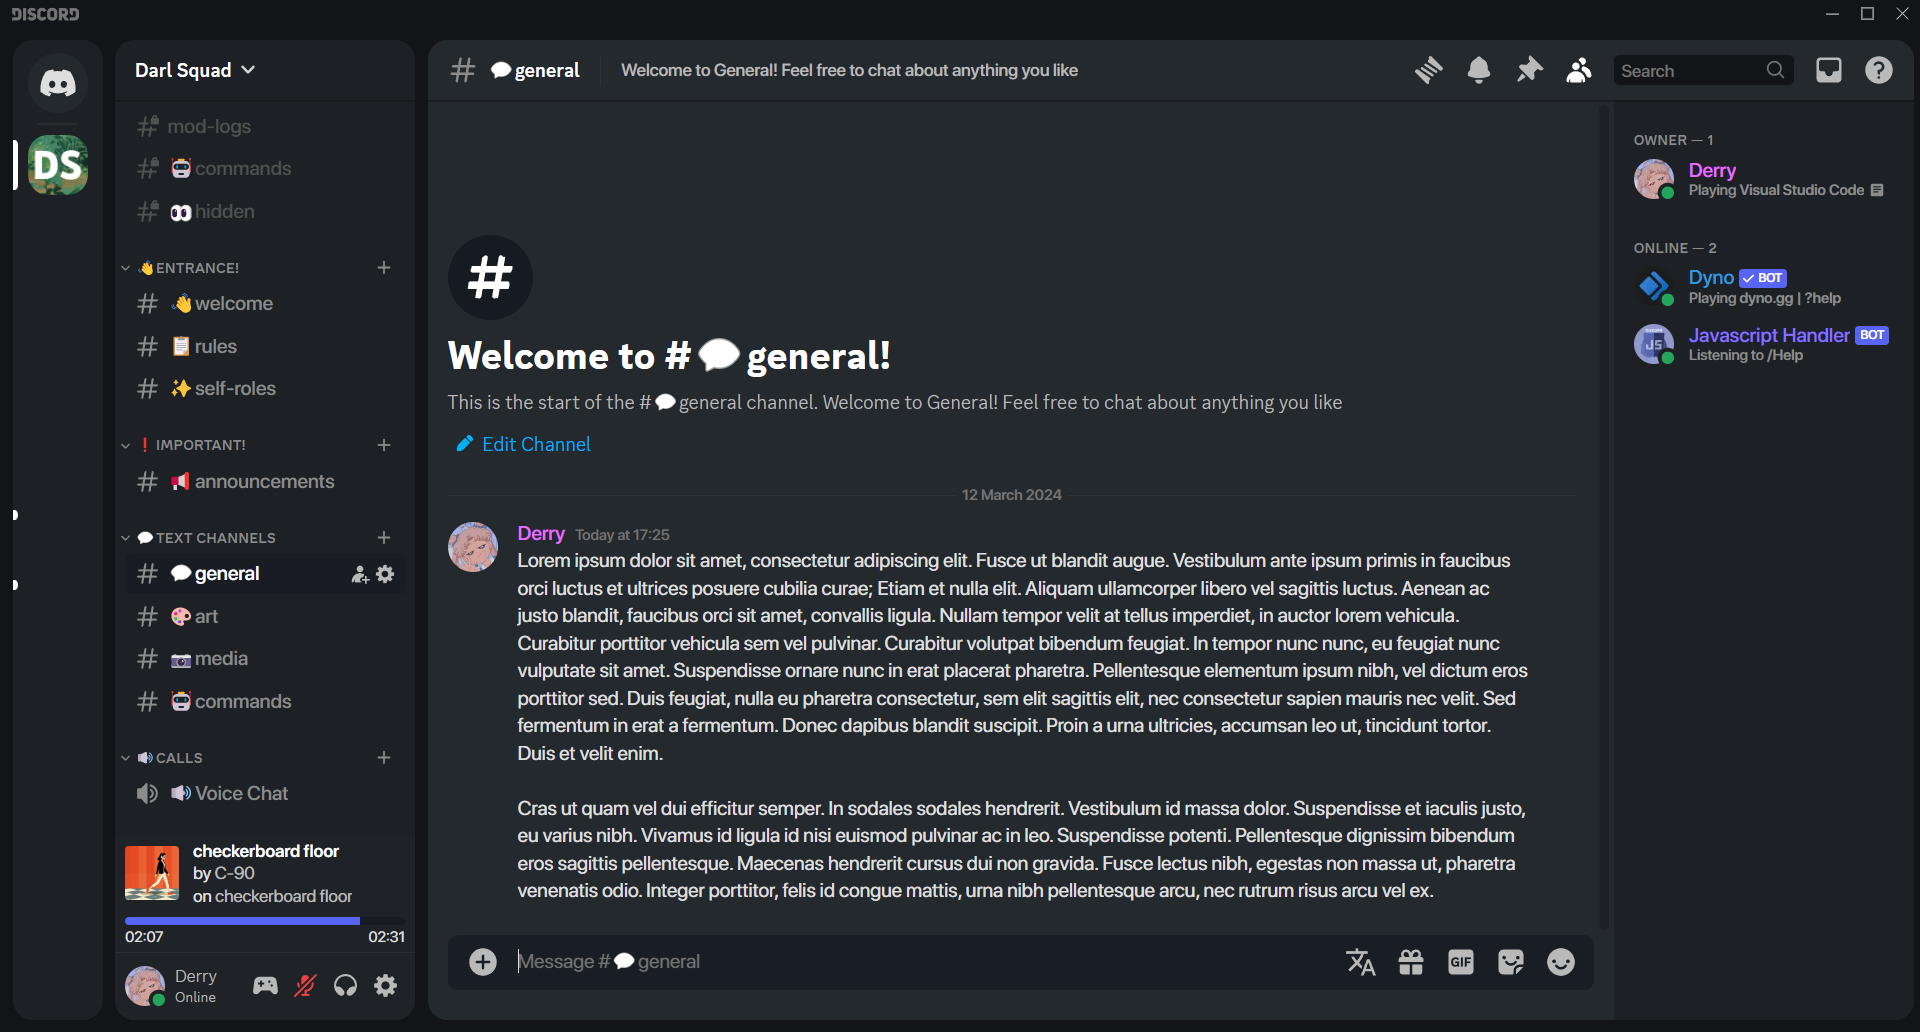 DISCORD
DS
Darl Squad
mod-logs
commands
hidden
ENTRANCE!
welcome
rules
self-roles
IMPORTANT!
announcements
TEXT CHANNELS
general
art
media
commands
CALLS
Voice Chat
checkerboard floor
by C-90
on checkerboard floor
02:07 02:31
Derry
Online
# general Welcome to General! Feel free to chat about anything you like
Search
#
Welcome to # general!
This is the start of the # general channel. Welcome to General! Feel free to chat about anything you like
Edit Channel
12 March 2024
Derry Today at 17:25
Lorem ipsum dolor sit amet, consectetur adipiscing elit. Fusce ut blandit augue. Vestibulum ante ipsum primis in faucibus
orci luctus et ultrices posuere cubilia curae; Etiam et nulla elit. Aliquam ullamcorper libero vel sagittis luctus. Aenean ac
justo blandit, faucibus orci sit amet, convallis ligula. Nullam tempor velit at tellus imperdiet, in auctor lorem vehicula.
Curabitur porttitor vehicula sem vel pulvinar. Curabitur volutpat bibendum feugiat. In tempor nunc nunc, eu feugiat nunc
vulputate sit amet. Suspendisse ornare nunc in erat placerat pharetra. Pellentesque elementum ipsum nibh, vel dictum eros
porttitor sed. Duis feugiat, nulla eu pharetra consectetur, sem elit sagittis elit, nec consectetur sapien mauris nec velit. Sed
fermentum in erat a fermentum. Donec dapibus blandit suscipit. Proin a urna ultricies, accumsan leo ut, tincidunt tortor.
Duis et velit enim.
Cras ut quam vel dui efficitur semper. In sodales sodales hendrerit. Vestibulum id massa dolor. Suspendisse et iaculis justo,
eu varius nibh. Vivamus id ligula id nisi euismod pulvinar ac in leo. Suspendisse potenti. Pellentesque dignissim bibendum
eros sagittis pellentesque. Maecenas hendrerit cursus dui non gravida. Fusce lectus nibh, egestas non massa ut, pharetra
venenatis odio. Integer porttitor, felis id congue mattis, urna nibh pellentesque arcu, nec rutrum risus arcu vel ex.
Message # general
GIF
OWNER — 1
Derry
Playing Visual Studio Code
ONLINE — 2
Dyno BOT
Playing dyno.gg | ?help
Javascript Handler BOT
Listening to /Help
JS